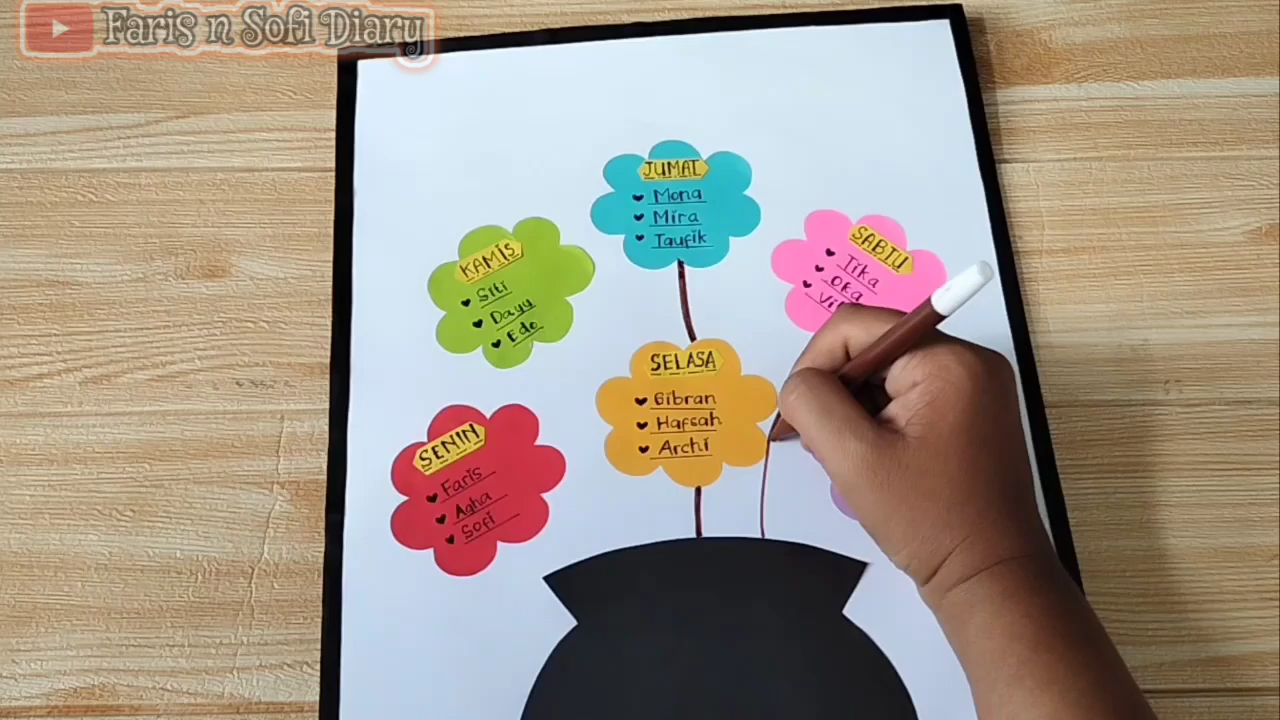 Faris n Sofi Diary
JUMAT
Mona
Mira
Taufik
KAMIS
Siti
Dayu
Edo
SABTU
Tika
Oka
SELASA
Gibran
Hafsah
Archi
SENIN
Faris
Agha
Sofi